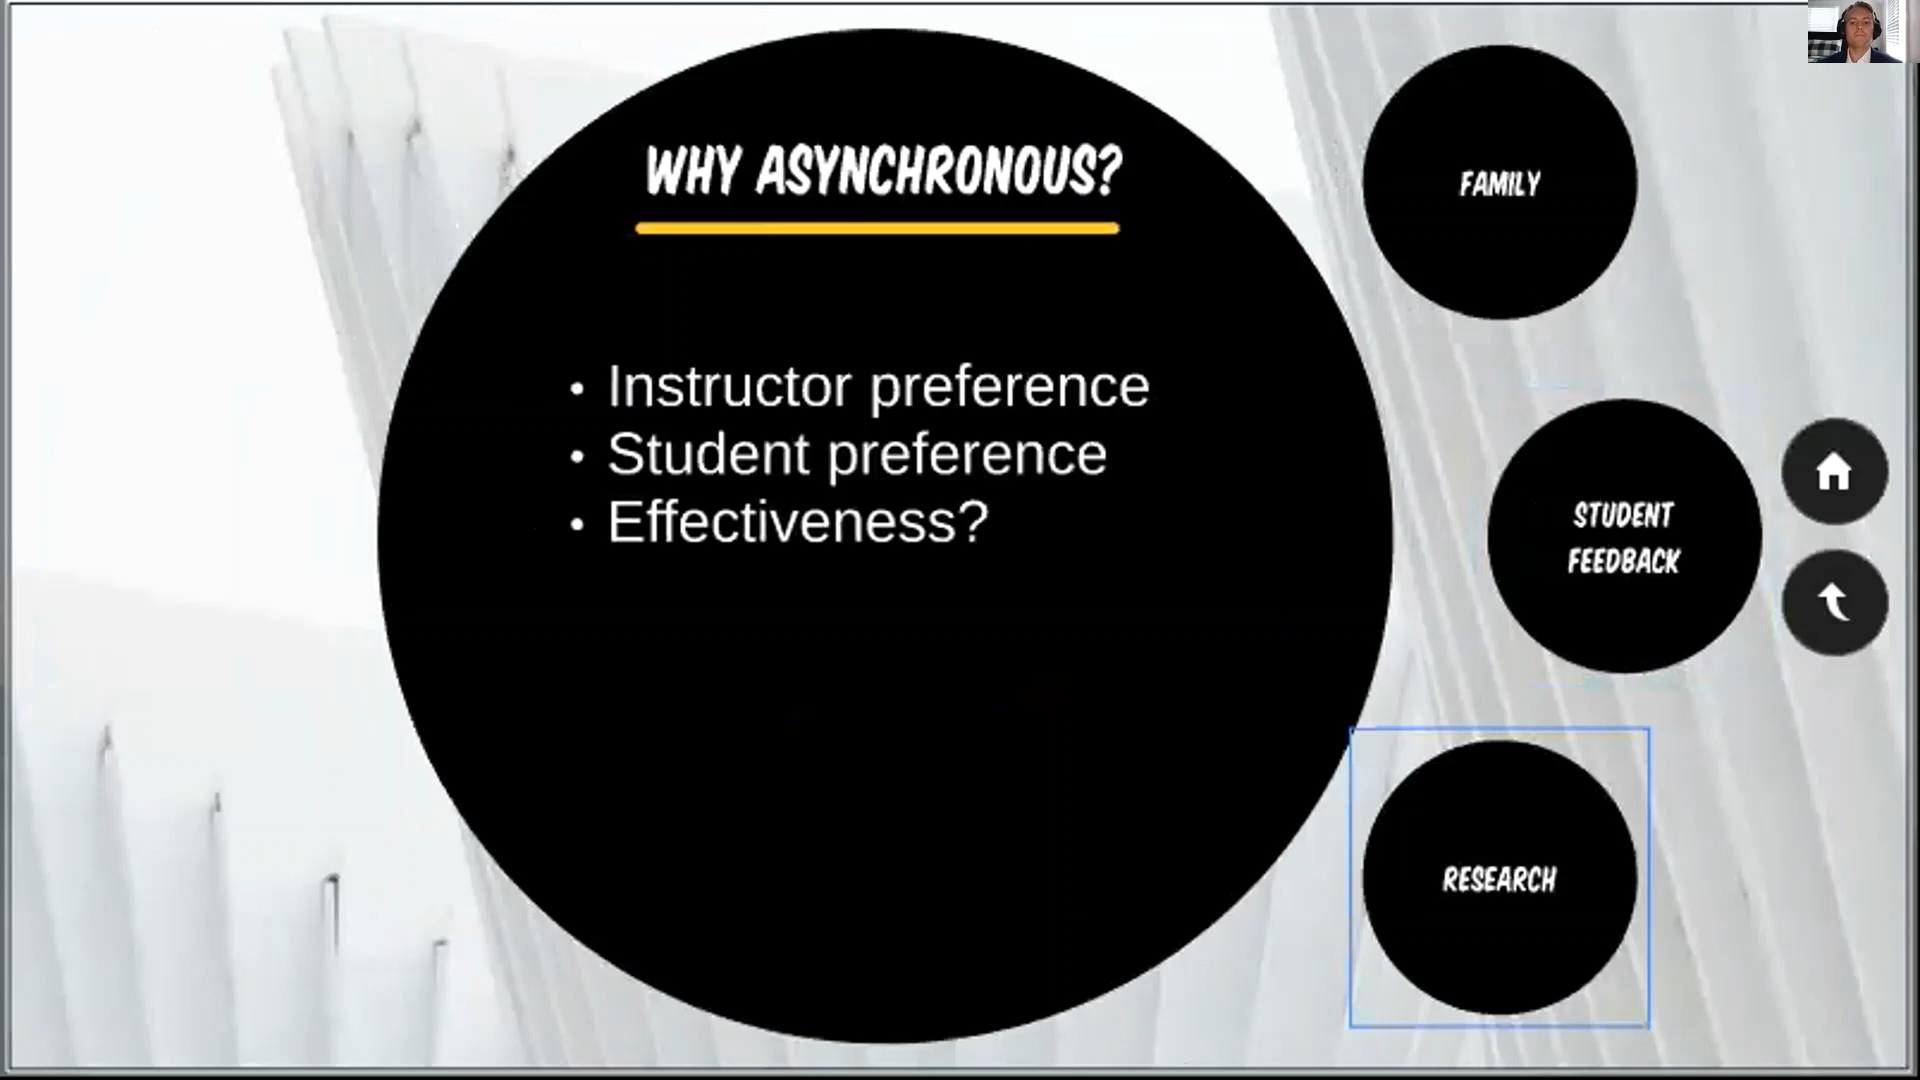 WHY ASYNCHRONOUS?
• Instructor preference
• Student preference
• Effectiveness?
FAMILY
STUDENT
FEEDBACK
RESEARCH